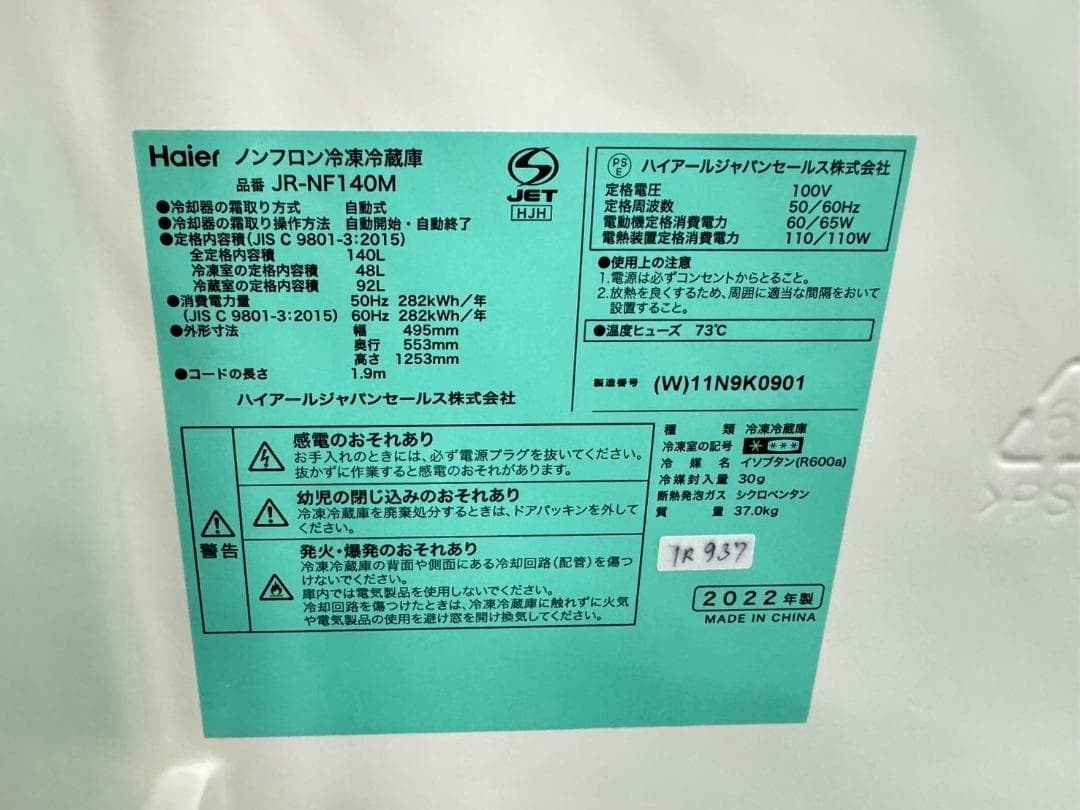 Haier ノンフロン冷凍冷蔵庫
品番 JR-NF140M
●冷却器の霜取り方式 自動式
●冷却器の霜取り操作方法 自動開始・自動終了
●定格内容積(JIS C 9801-3:2015)
全定格内容積 140L
冷凍室の定格内容積 48L
冷蔵室の定格内容積 92L
●消費電力量 50Hz 282kWh/年
(JIS C 9801-3:2015) 60Hz 282kWh/年
●外形寸法 幅 495mm
奥行 553mm
高さ 1253mm
●コードの長さ 1.9m
ハイアールジャパンセールス株式会社
S
JET
HJH
PS
E ハイアールジャパンセールス株式会社
定格電圧 100V
定格周波数 50/60Hz
電動機定格消費電力 60/65W
電熱装置定格消費電力 110/110W
●使用上の注意
1.電源は必ずコンセントからとること。
2.放熱を良くするため、周囲に適当な間隔をおいて
設置すること。
●温度ヒューズ 73℃
製造番号 (W)11N9K0901
警告
感電のおそれあり
お手入れのときには、必ず電源プラグを抜いてください。
抜かずに作業すると感電のおそれがあります。
幼児の閉じ込みのおそれあり
冷凍冷蔵庫を廃棄処分するときは、ドアパッキンを外して
ください。
発火・爆発のおそれあり
冷凍冷蔵庫の背面や側面にある冷却回路(配管)を傷つ
けないでください。
庫内では電気製品を使用しないでください。
冷却回路を傷つけたときは、冷凍冷蔵庫に触れずに火気
や電気製品の使用を避け窓を開け換気してください。
種類 冷凍冷蔵庫
冷凍室の記号 * ***
冷媒名 イソブタン(R600a)
冷媒封入量 30g
断熱発泡ガス シクロペンタン
質量 37.0kg
1R 937
2022年製
MADE IN CHINA
6
>PS